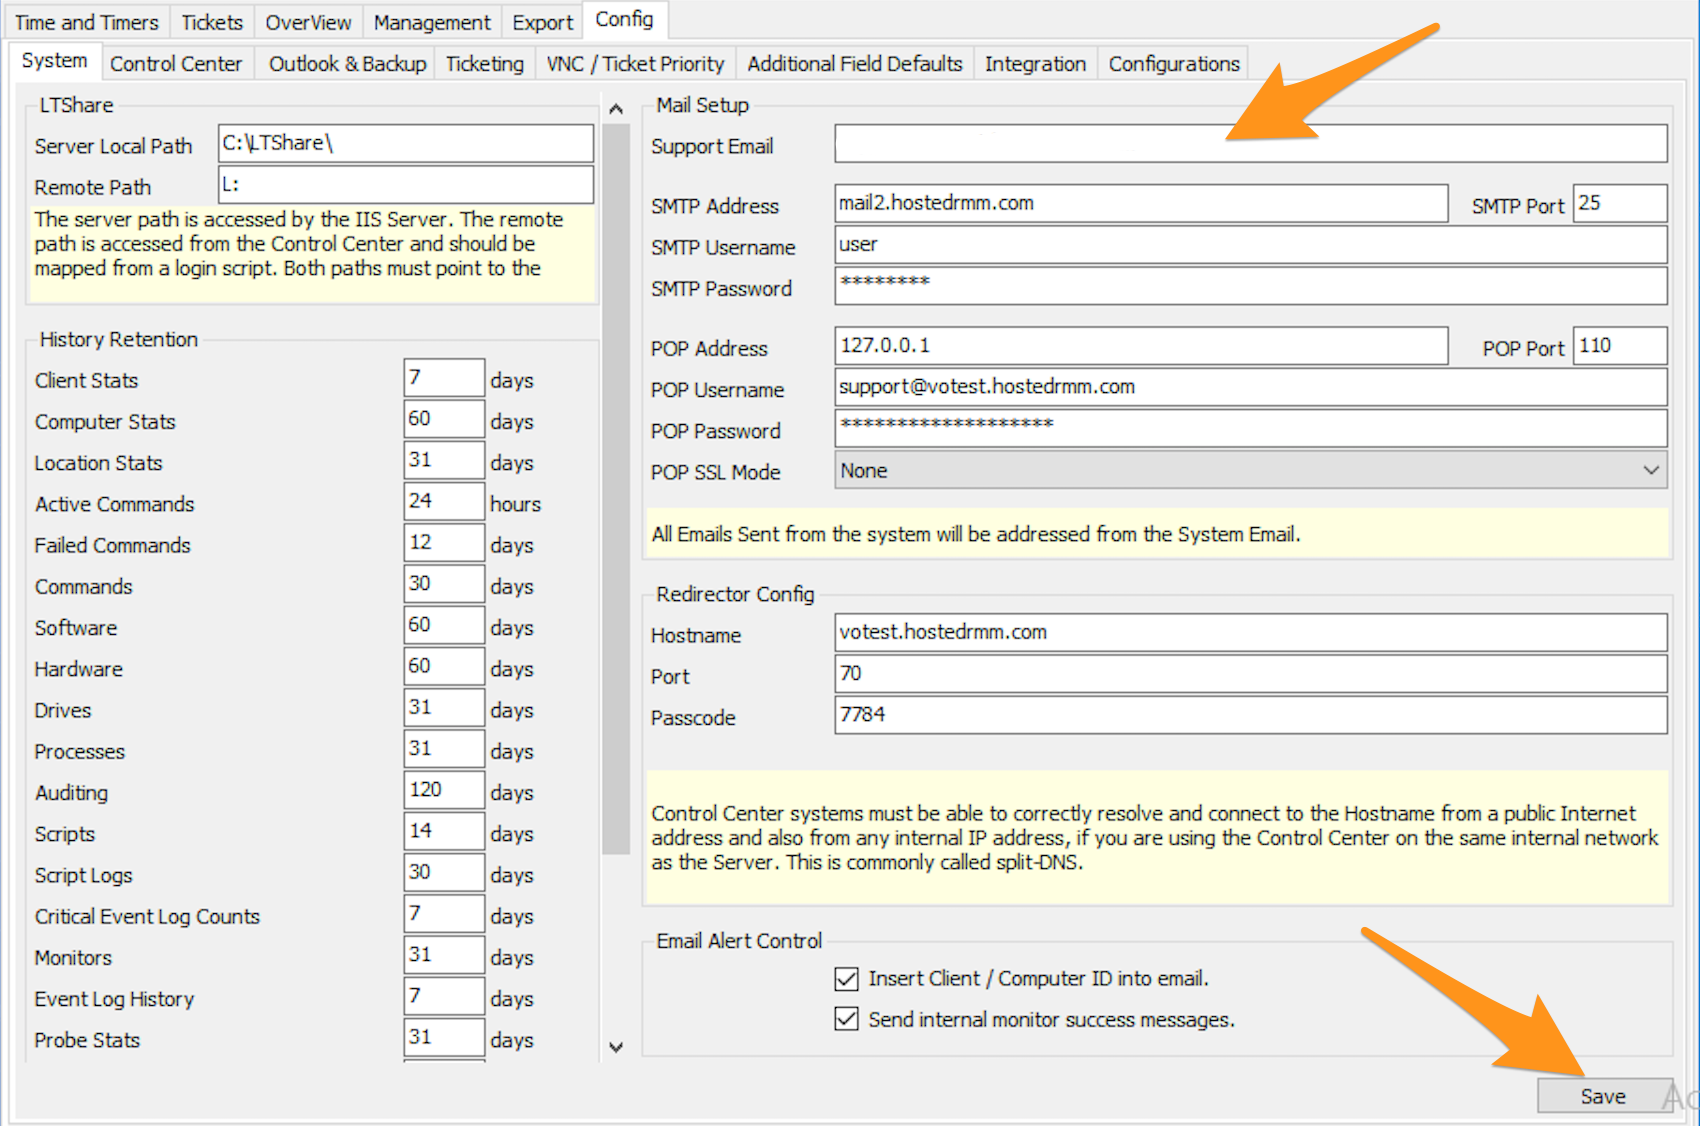 Time and Timers Tickets OverView Management Export Config
System Control Center Outlook & Backup Ticketing VNC / Ticket Priority Additional Field Defaults Integration Configurations
LTShare
Server Local Path C:\LTShare\
Remote Path L:
The server path is accessed by the IIS Server. The remote
path is accessed from the Control Center and should be
mapped from a login script. Both paths must point to the
History Retention
Client Stats 7 days
Computer Stats 60 days
Location Stats 31 days
Active Commands 24 hours
Failed Commands 12 days
Commands 30 days
Software 60 days
Hardware 60 days
Drives 31 days
Processes 31 days
Auditing 120 days
Scripts 14 days
Script Logs 30 days
Critical Event Log Counts 7 days
Monitors 31 days
Event Log History 7 days
Probe Stats 31 days
Mail Setup
Support Email
SMTP Address mail2.hostedrmm.com SMTP Port 25
SMTP Username user
SMTP Password ********
POP Address 127.0.0.1 POP Port 110
POP Username support@votest.hostedrmm.com
POP Password *******************
POP SSL Mode None
All Emails Sent from the system will be addressed from the System Email.
Redirector Config
Hostname votest.hostedrmm.com
Port 70
Passcode 7784
Control Center systems must be able to correctly resolve and connect to the Hostname from a public Internet
address and also from any internal IP address, if you are using the Control Center on the same internal network
as the Server. This is commonly called split-DNS.
Email Alert Control
Insert Client / Computer ID into email.
Send internal monitor success messages.
Save